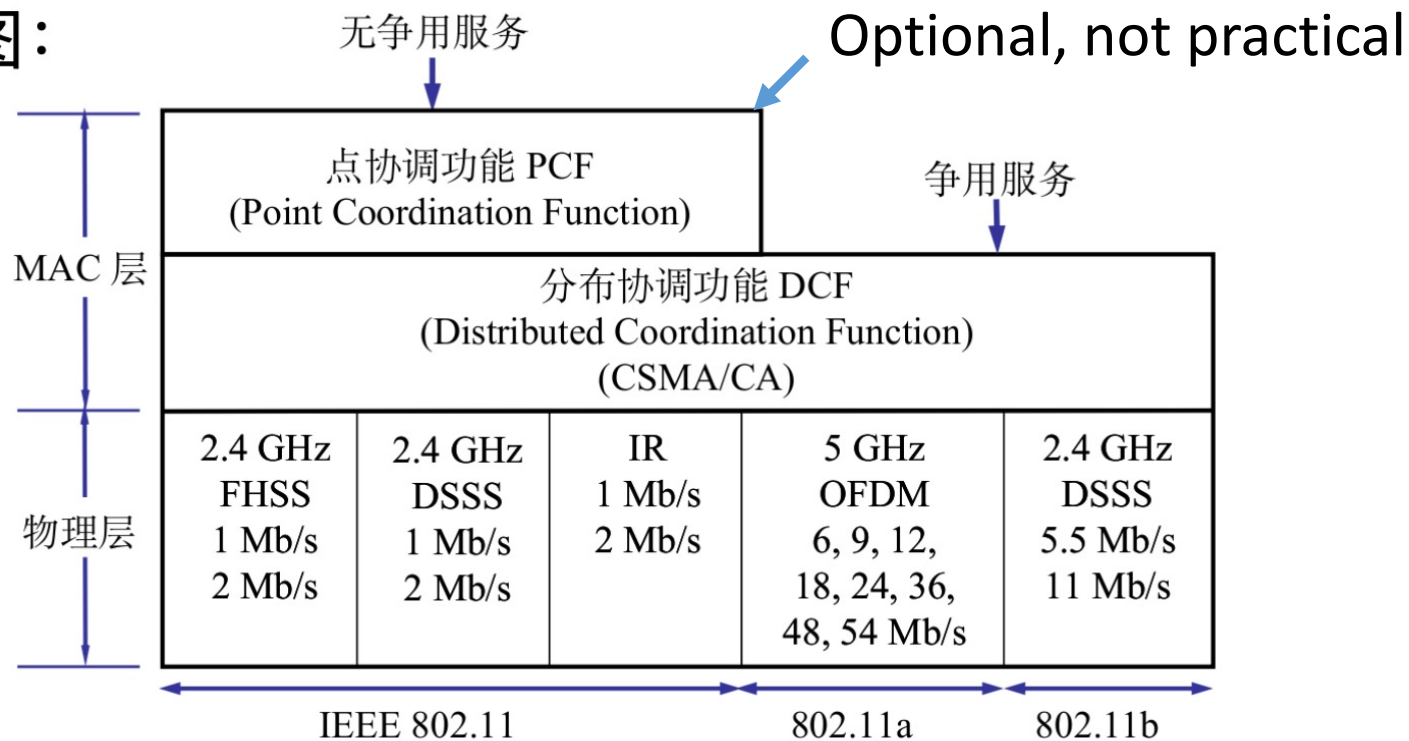 图：
无争用服务
Optional, not practical
点协调功能 PCF
(Point Coordination Function)
争用服务
MAC 层
分布协调功能 DCF
(Distributed Coordination Function)
(CSMA/CA)
物理层
2.4 GHz
FHSS
1 Mb/s
2 Mb/s
2.4 GHz
DSSS
1 Mb/s
2 Mb/s
IR
1 Mb/s
2 Mb/s
5 GHz
OFDM
6, 9, 12,
18, 24, 36,
48, 54 Mb/s
2.4 GHz
DSSS
5.5 Mb/s
11 Mb/s
IEEE 802.11
802.11a
802.11b